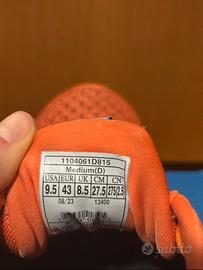 1104061D815
Medium(D)
USA EUR UK CM CN
9.5 43 8.5 27.5 275(2.5)
08/23 13400
subito